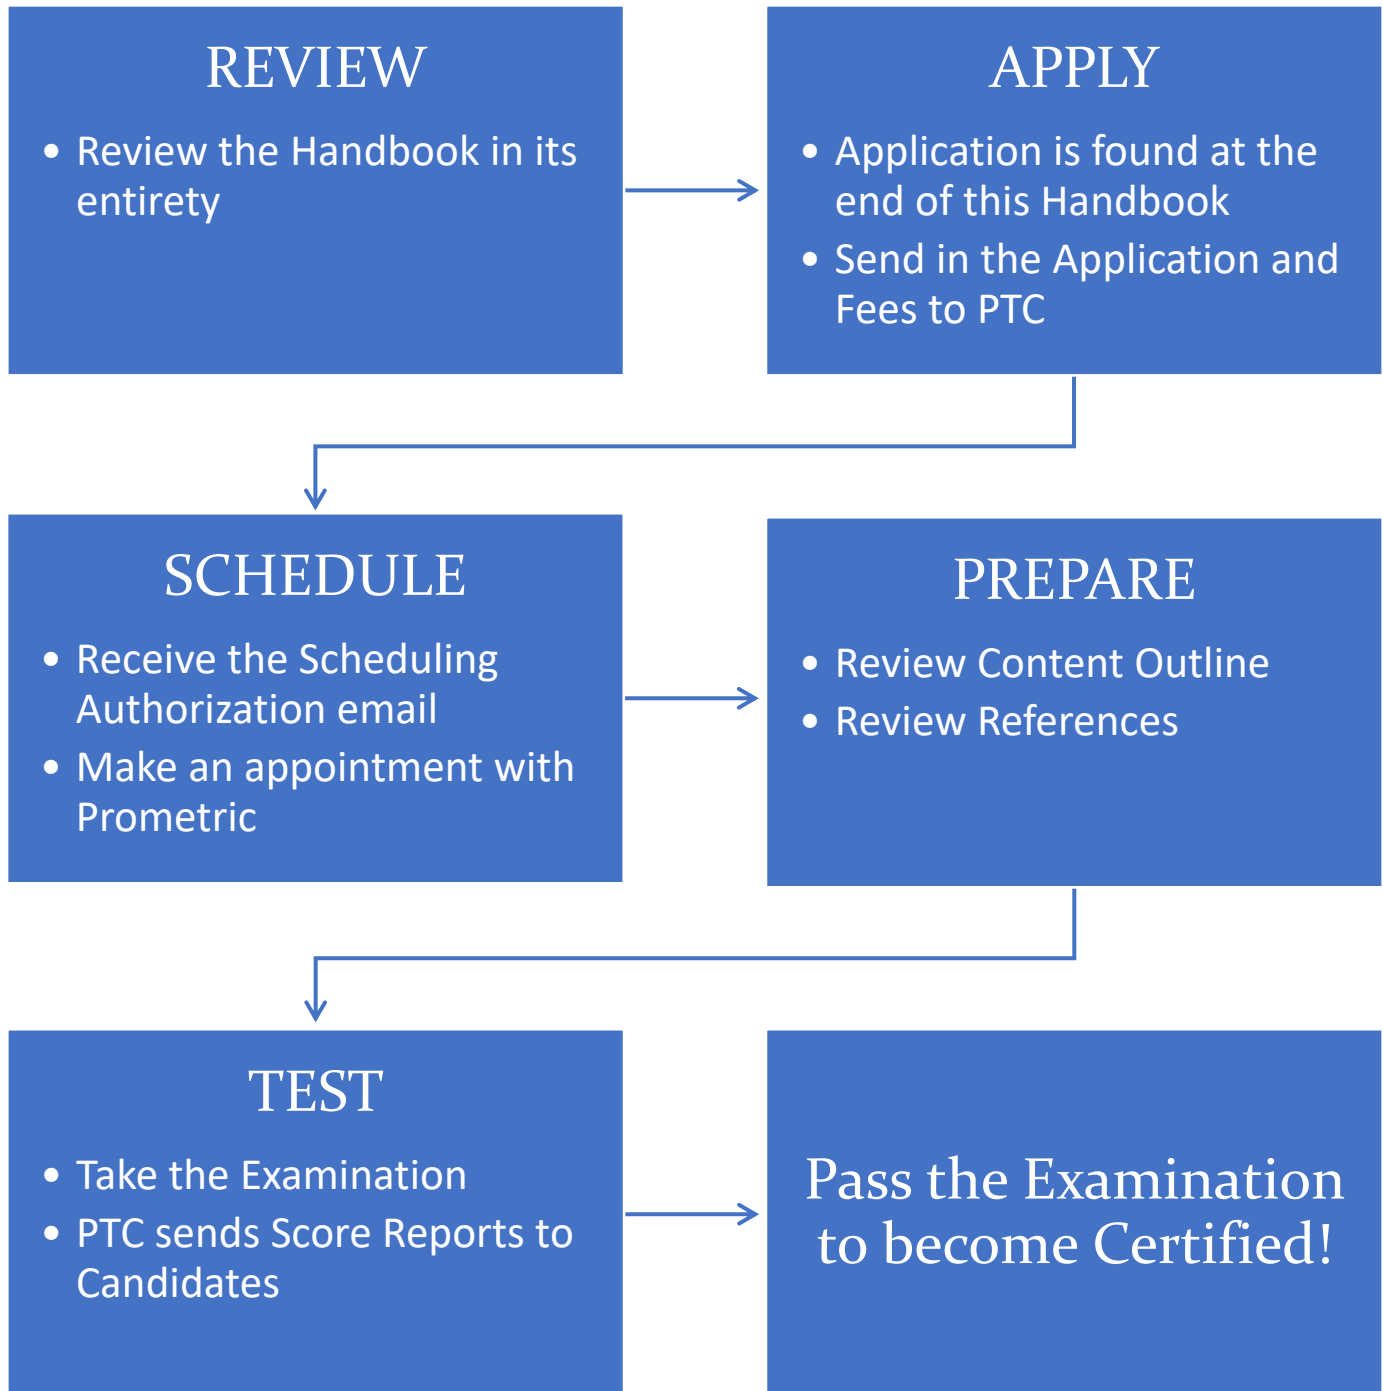 REVIEW
• Review the Handbook in its
entirety
APPLY
• Application is found at the
end of this Handbook
• Send in the Application and
Fees to PTC
SCHEDULE
• Receive the Scheduling
Authorization email
• Make an appointment with
Prometric
PREPARE
• Review Content Outline
• Review References
TEST
• Take the Examination
• PTC sends Score Reports to
Candidates
Pass the Examination
to become Certified!